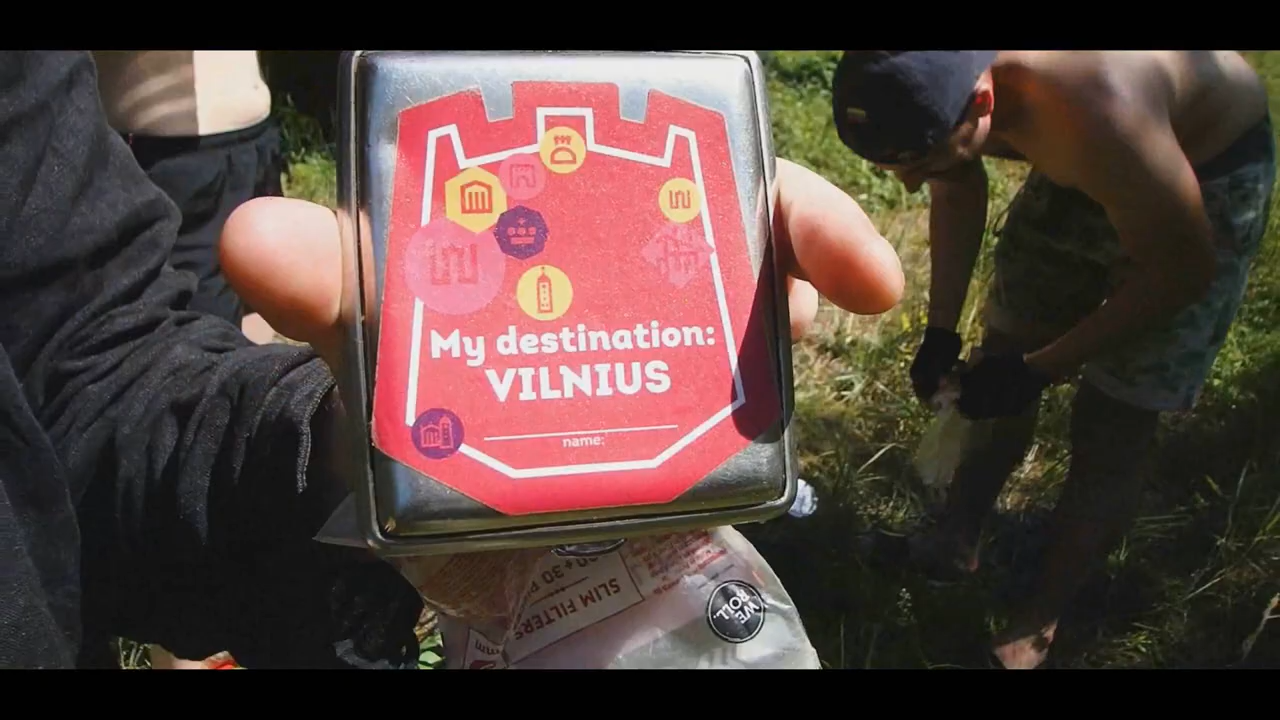 My destination:
VILNIUS
name:
SLIM FILTERS
WE
ROLL.